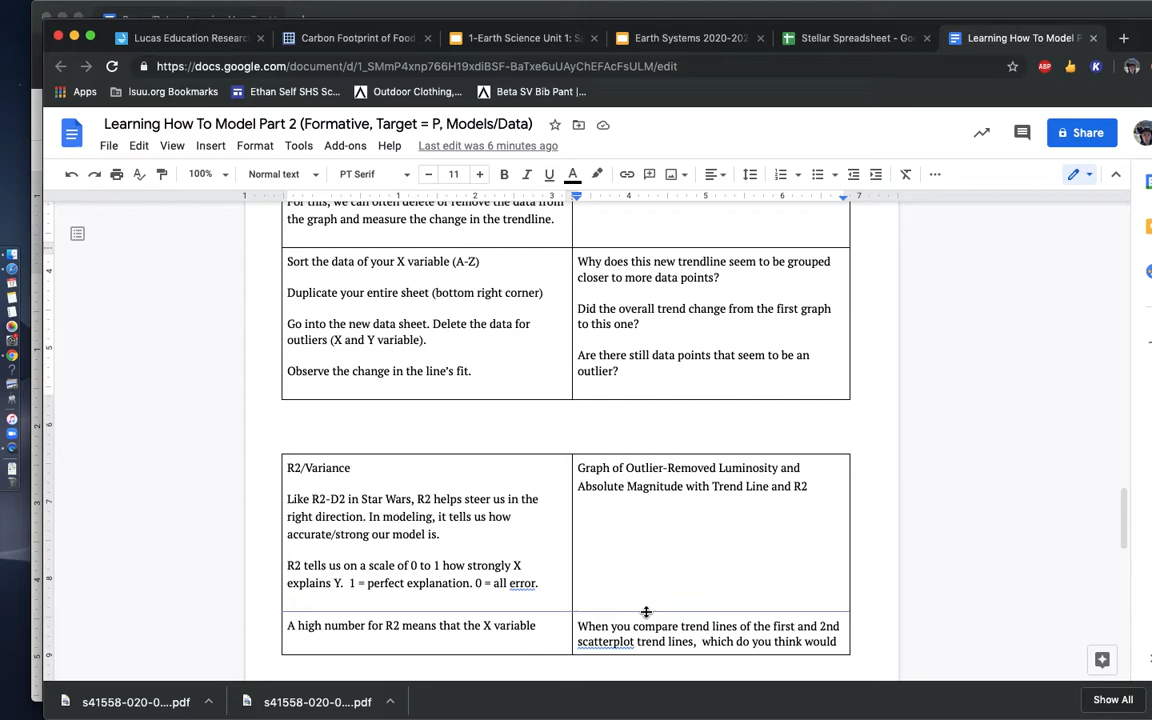 Lucas Education Researc
Carbon Footprint of Food
1-Earth Science Unit 1: S
Earth Systems 2020-202
Stellar Spreadsheet - Go
Learning How To Model P
https://docs.google.com/document/d/1_SMmP4xnp766H19xdiBSF-BaTxe6uUAyChEFAcFsULM/edit
ABP
K
Apps
lsuu.org Bookmarks
Ethan Self SHS Sc...
Outdoor Clothing,...
Beta SV Bib Pant |...
Learning How To Model Part 2 (Formative, Target = P, Models/Data)
File Edit View Insert Format Tools Add-ons Help Last edit was 6 minutes ago
Share
100% Normal text PT Serif 11 B I U A
1 1 2 3 4 5 6 7
For this, we can often delete or remove the data from
the graph and measure the change in the trendline.
Sort the data of your X variable (A-Z)
Duplicate your entire sheet (bottom right corner)
Go into the new data sheet. Delete the data for
outliers (X and Y variable).
Observe the change in the line's fit.
Why does this new trendline seem to be grouped
closer to more data points?
Did the overall trend change from the first graph
to this one?
Are there still data points that seem to be an
outlier?
R2/Variance
Like R2-D2 in Star Wars, R2 helps steer us in the
right direction. In modeling, it tells us how
accurate/strong our model is.
R2 tells us on a scale of 0 to 1 how strongly X
explains Y. 1 = perfect explanation. 0 = all error.
Graph of Outlier-Removed Luminosity and
Absolute Magnitude with Trend Line and R2
A high number for R2 means that the X variable
When you compare trend lines of the first and 2nd
scatterplot trend lines, which do you think would
s41558-020-0....pdf
s41558-020-0....pdf
Show All